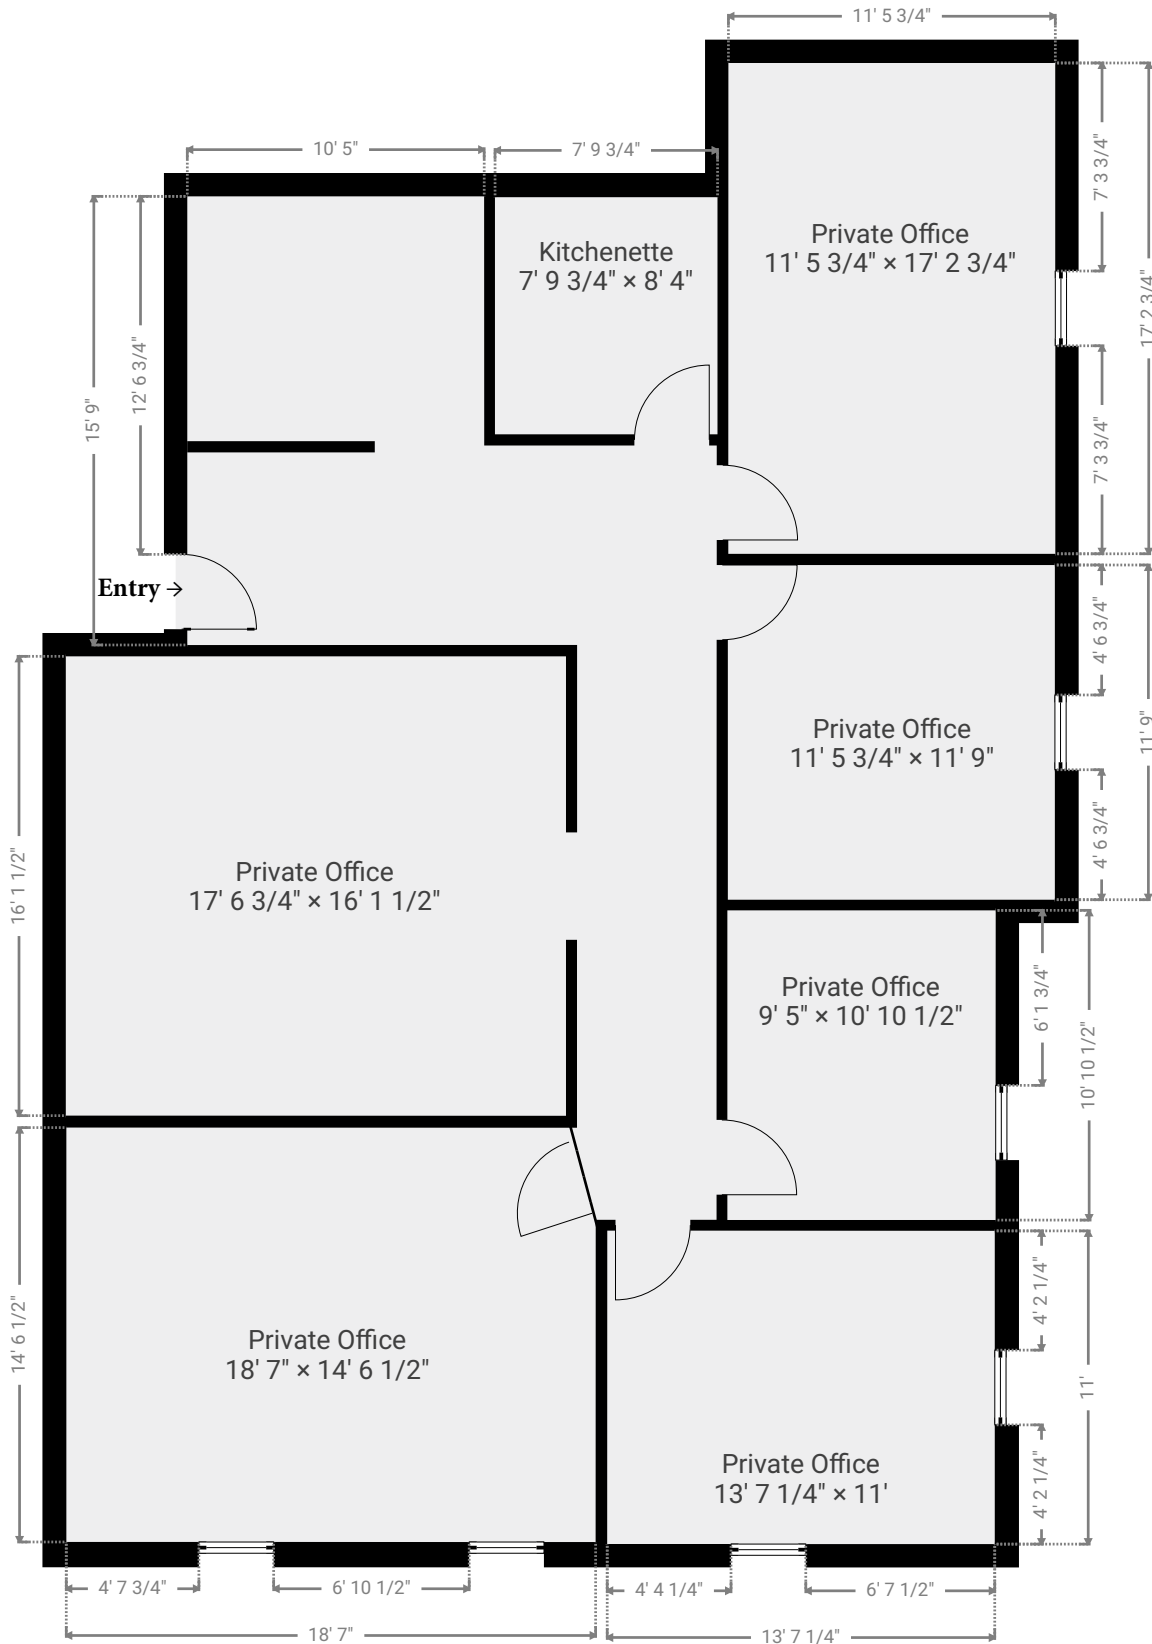 11' 5 3/4"
10' 5"
7' 9 3/4"
7' 3 3/4"
Private Office
11' 5 3/4" × 17' 2 3/4"
Kitchenette
7' 9 3/4" × 8' 4"
17' 2 3/4"
12' 6 3/4"
15' 9"
7' 3 3/4"
Entry →
4' 6 3/4"
Private Office
11' 5 3/4" × 11' 9"
11' 9"
4' 6 3/4"
Private Office
17' 6 3/4" × 16' 1 1/2"
16' 1 1/2"
Private Office
9' 5" × 10' 10 1/2"
6' 1 3/4"
10' 10 1/2"
Private Office
18' 7" × 14' 6 1/2"
14' 6 1/2"
4' 2 1/4"
11'
Private Office
13' 7 1/4" × 11'
4' 2 1/4"
4' 7 3/4"
6' 10 1/2"
4' 4 1/4"
6' 7 1/2"
18' 7"
13' 7 1/4"